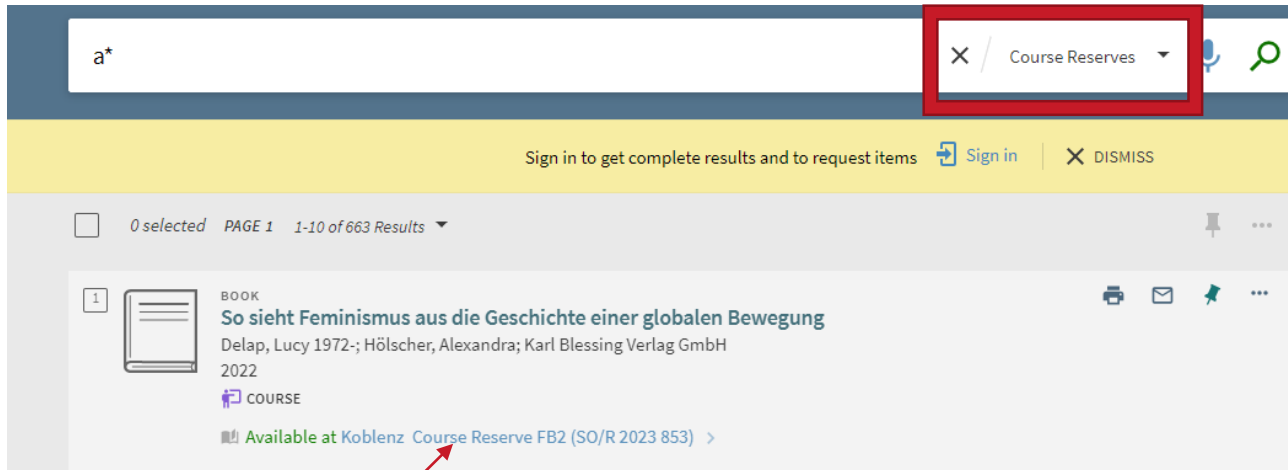 a*
Course Reserves
Sign in to get complete results and to request items Sign in DISMISS
0 selected PAGE 1 1-10 of 663 Results
1
BOOK
So sieht Feminismus aus die Geschichte einer globalen Bewegung
Delap, Lucy 1972-; Hölscher, Alexandra; Karl Blessing Verlag GmbH
2022
COURSE
Available at Koblenz Course Reserve FB2 (SO/R 2023 853) >